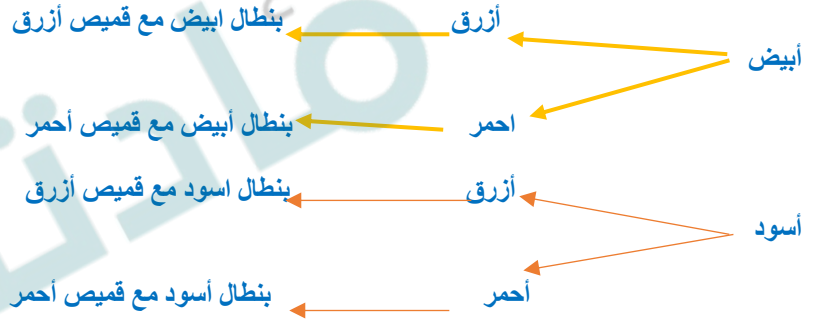 أبيض
أزرق
بنطال ابيض مع قميص أزرق
احمر
بنطال أبيض مع قميص أحمر
أسود
أزرق
بنطال اسود مع قميص أزرق
أحمر
بنطال أسود مع قميص أحمر